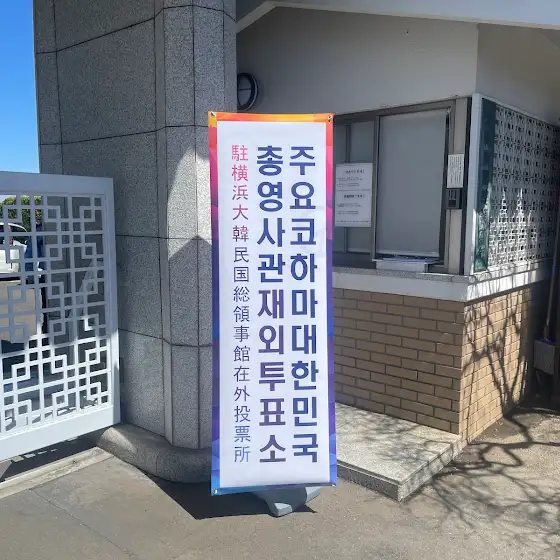 주요코하마대한민국
총영사관재외투표소
駐横浜大韓民国総領事館在外投票所